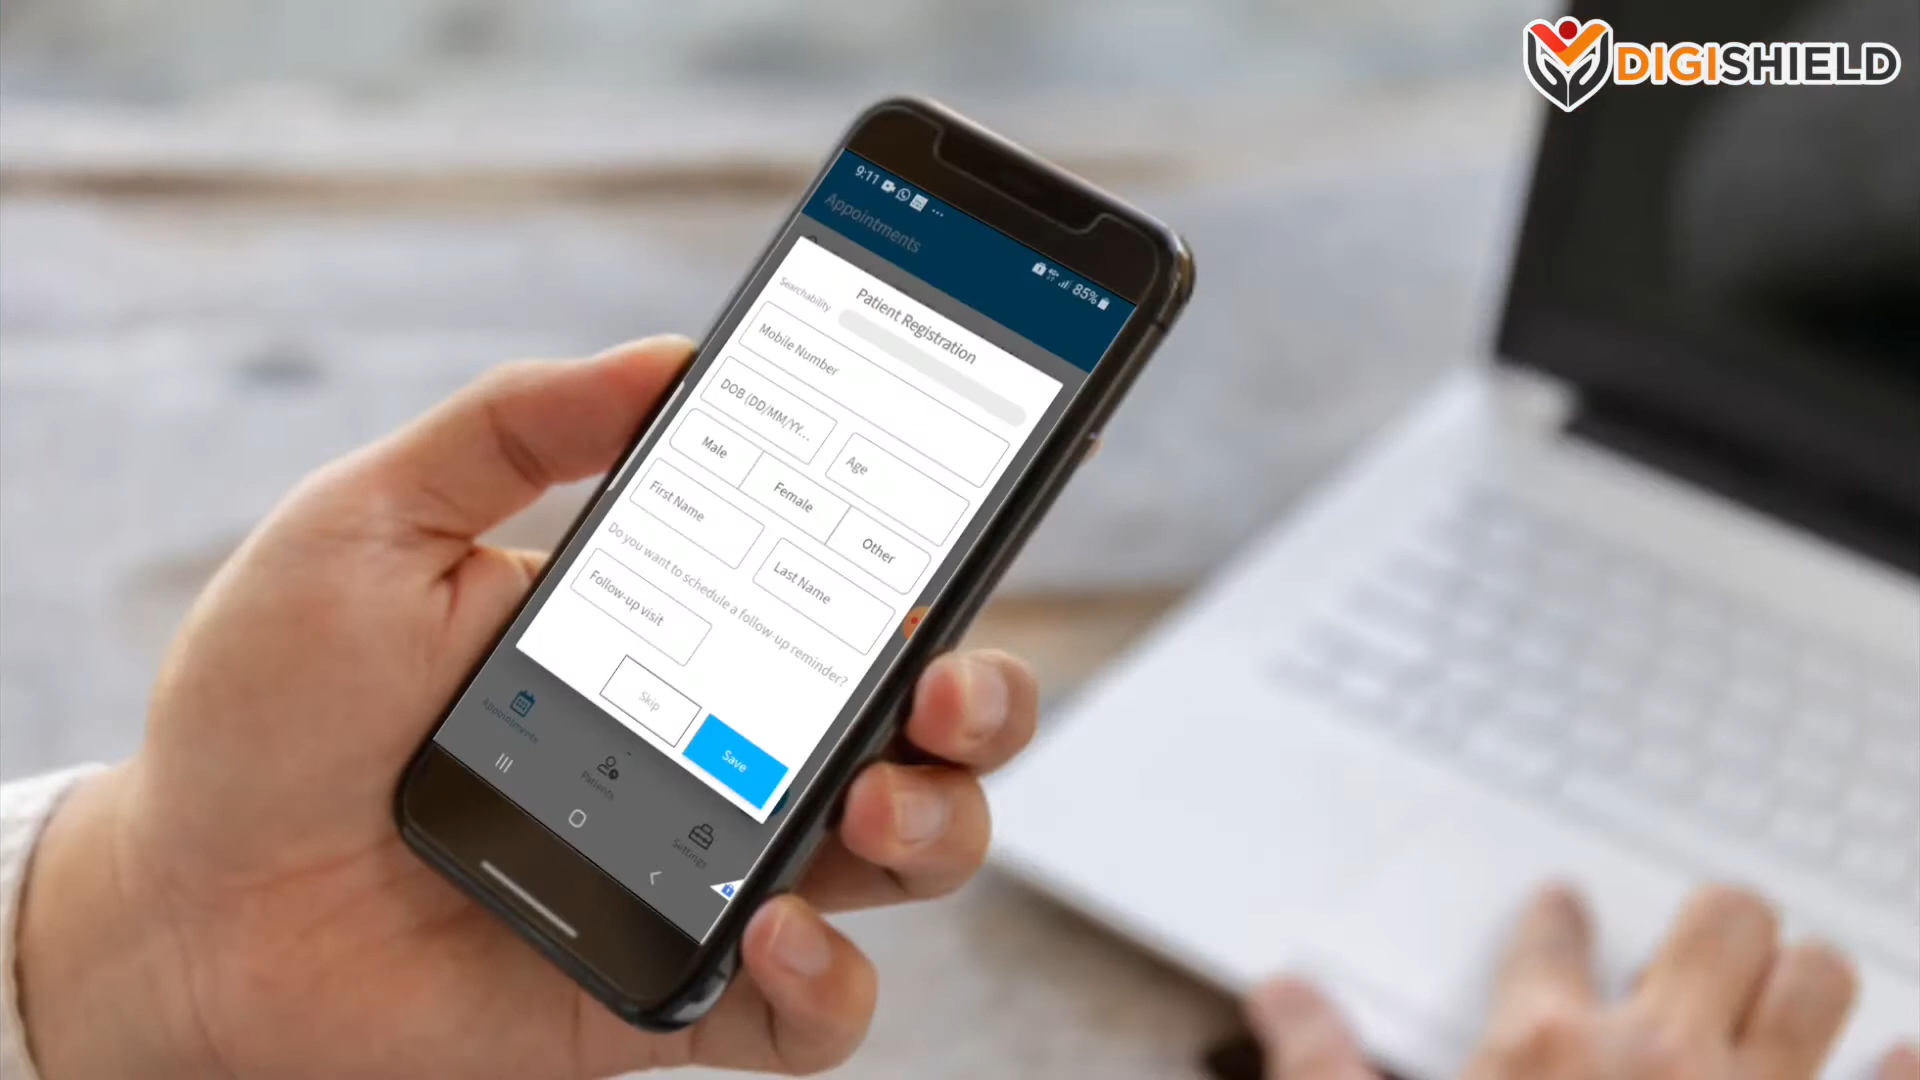 DIGISHIELD
9:11
85%
Appointments
Patient Registration
Searchability
Mobile Number
DOB (DD/MM/YY...
Age
Male
Female
Other
First Name
Last Name
Do you want to schedule a follow-up reminder?
Follow-up visit
Skip
Save
Appointments
Patients
Settings